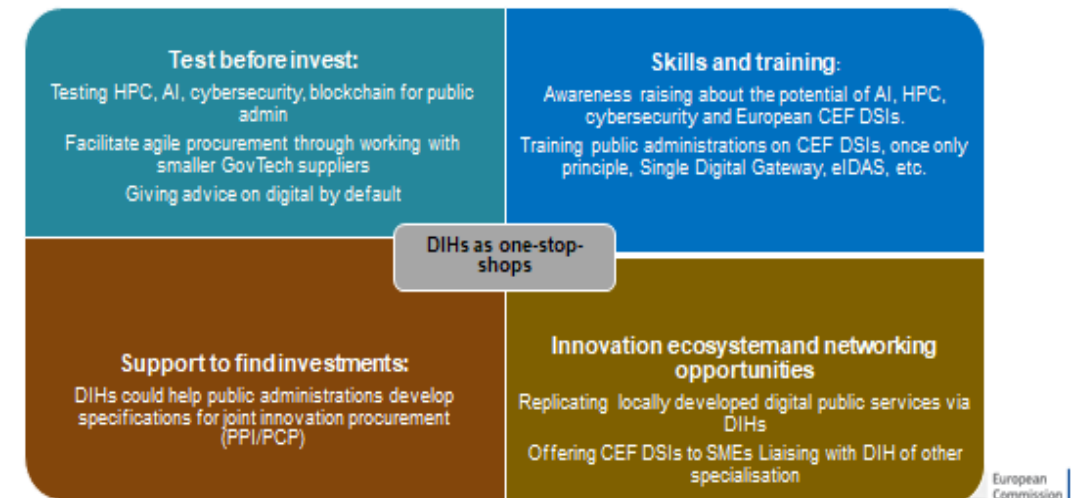 Test before invest:
Testing HPC, AI, cybersecurity, blockchain for public
admin
Facilitate agile procurement through working with
smaller GovTech suppliers
Giving advice on digital by default
Skills and training:
Awareness raising about the potential of AI, HPC,
cybersecurity and European CEF DSIs.
Training public administrations on CEF DSIs, once only
principle, Single Digital Gateway, eIDAS, etc.
DIHs as one-stop-
shops
Support to find investments:
DIHs could help public administrations develop
specifications for joint innovation procurement
(PPI/PCP)
Innovation ecosystemand networking
opportunities
Replicating locally developed digital public services via
DIHs
Offering CEF DSIs to SMEs Liaising with DIH of other
specialisation
European
Commission